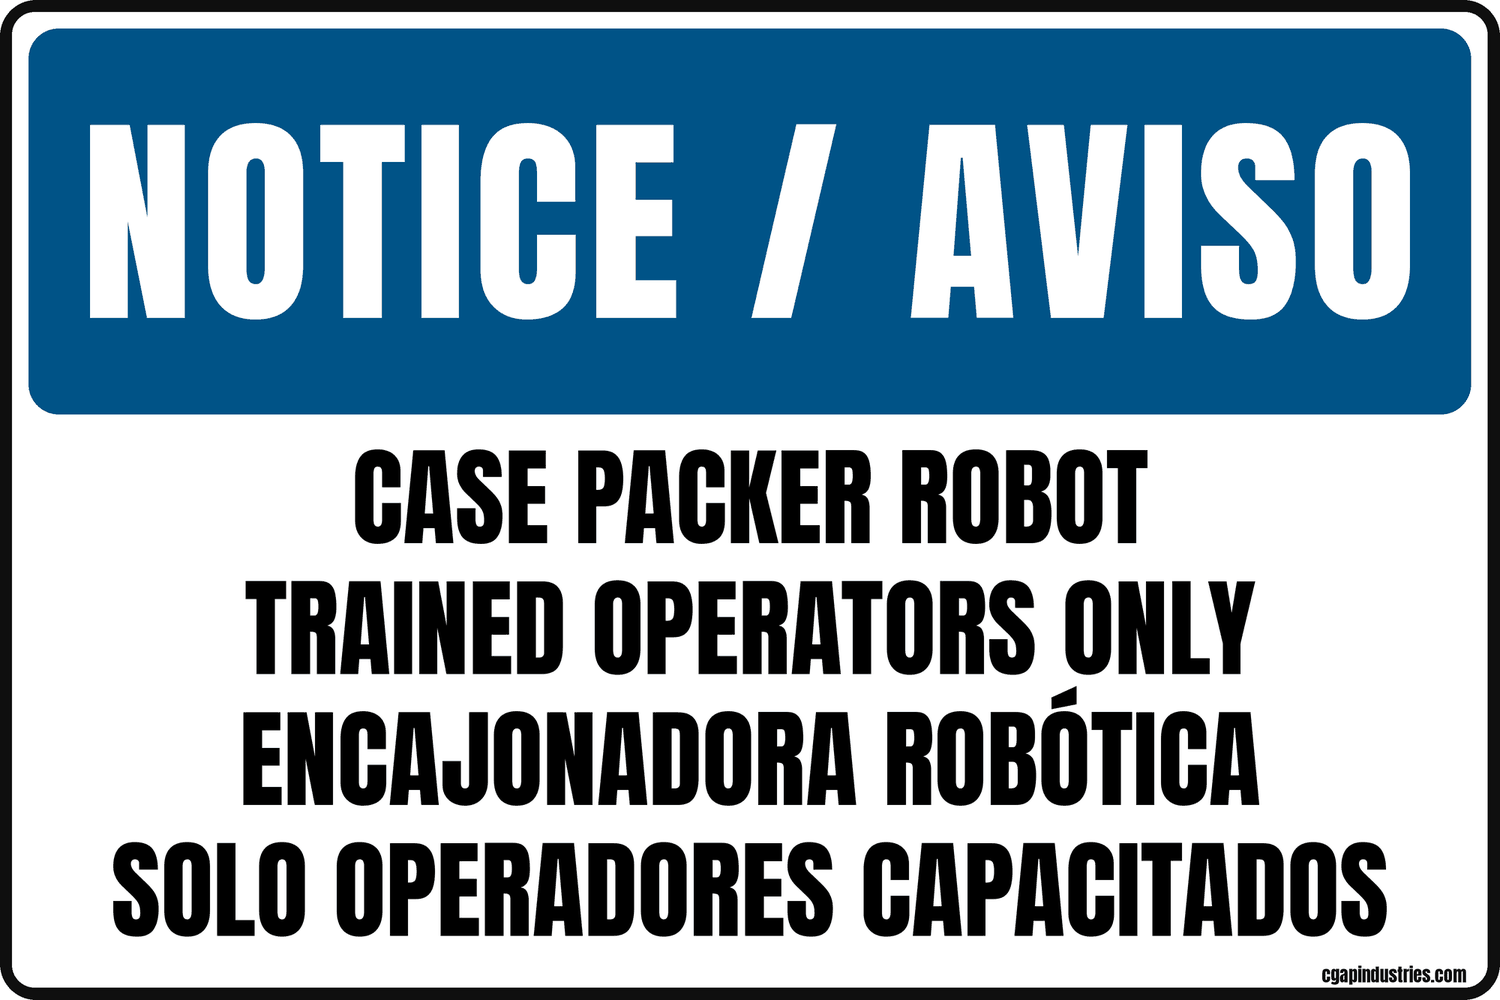 NOTICE / AVISO
CASE PACKER ROBOT
TRAINED OPERATORS ONLY
ENCAJONADORA ROBÓTICA
SOLO OPERADORES CAPACITADOS
cgapindustries.com